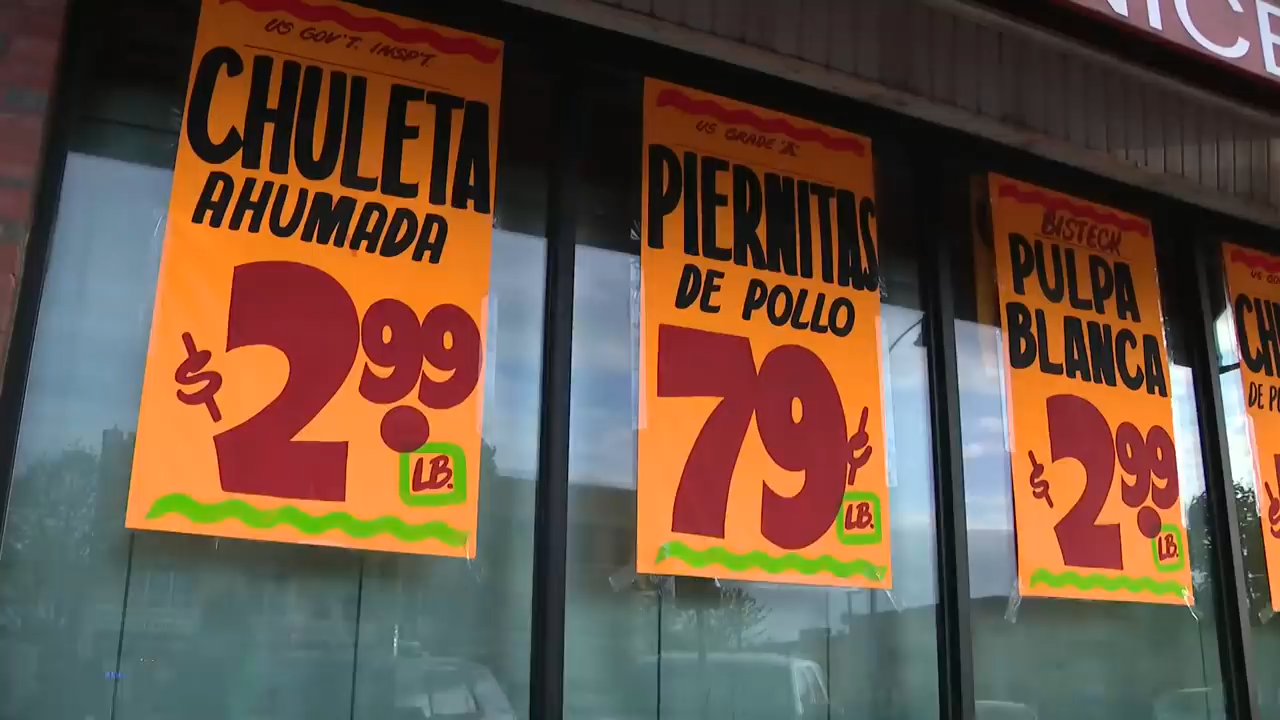 US GOV'T. INSP'T.
CHULETA
AHUMADA
$2.99
LB.
US GRADE "A"
PIERNITAS
DE POLLO
79¢
LB.
BISTECK
PULPA
BLANCA
$2.99
LB.